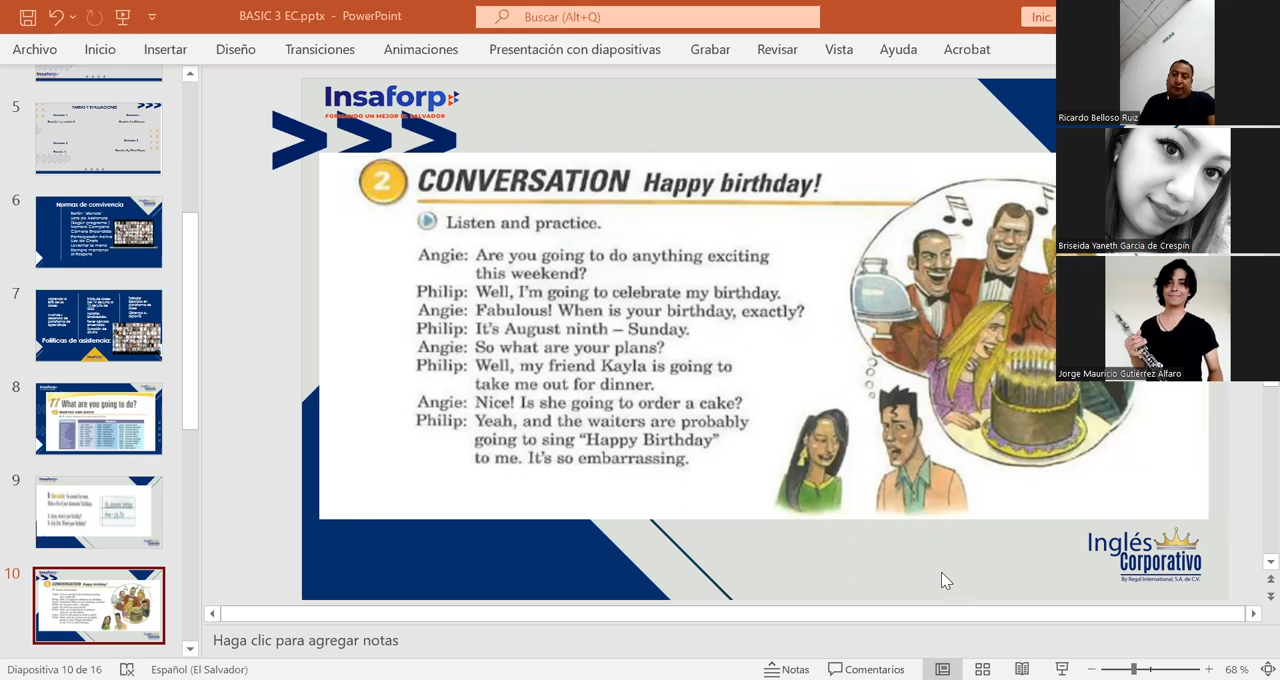 BASIC 3 EC.pptx - PowerPoint
Buscar (Alt+Q)
Inic.
Archivo
Inicio
Insertar
Diseño
Transiciones
Animaciones
Presentación con diapositivas
Grabar
Revisar
Vista
Ayuda
Acrobat
5
TAREAS Y EVALUACIONES
6
Normas de convivencia
7
Políticas de asistencia:
8
What are you going to do?
9
10
CONVERSATION Happy birthday!
Insaforp
FORMANDO UN MEJOR EL SALVADOR
2 CONVERSATION Happy birthday!
Listen and practice.
Angie: Are you going to do anything exciting
this weekend?
Philip: Well, I'm going to celebrate my birthday.
Angie: Fabulous! When is your birthday, exactly?
Philip: It's August ninth – Sunday.
Angie: So what are your plans?
Philip: Well, my friend Kayla is going to
take me out for dinner.
Angie: Nice! Is she going to order a cake?
Philip: Yeah, and the waiters are probably
going to sing "Happy Birthday"
to me. It's so embarrassing.
Inglés
Corporativo
By Regal International, S.A. de C.V.
Ricardo Belloso Ruiz
Briseida Yaneth García de Crespín
Jorge Mauricio Gutiérrez Alfaro
Haga clic para agregar notas
Diapositiva 10 de 16
Español (El Salvador)
Notas
Comentarios
68 %